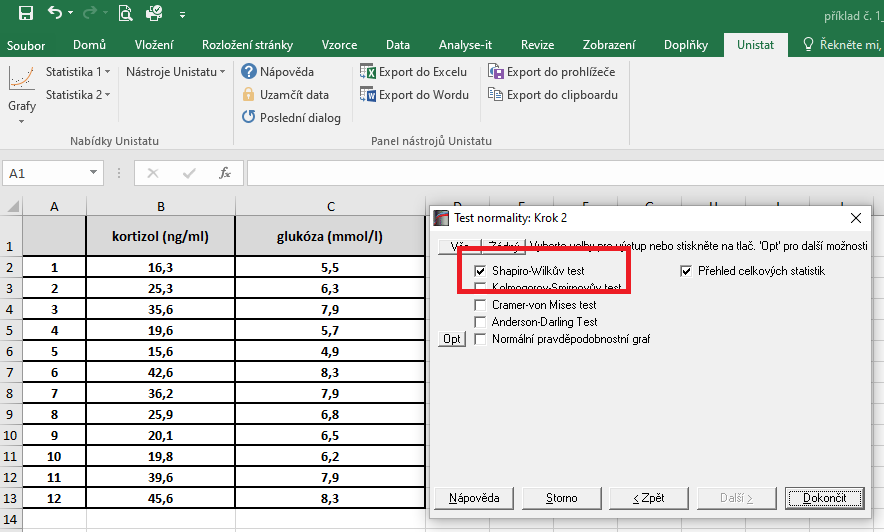 příklad č. 1_
Soubor Domů Vložení Rozložení stránky Vzorce Data Analyse-it Revize Zobrazení Doplňky Unistat Řekněte mi,
Grafy
Statistika 1
Statistika 2
Nástroje Unistatu
Nabídky Unistatu
Nápověda
Uzamčít data
Poslední dialog
Export do Excelu
Export do Wordu
Export do prohlížeče
Export do clipboardu
Panel nástrojů Unistatu
A1 fx
A B C
1 kortizol (ng/ml) glukóza (mmol/l)
2 1 16,3 5,5
3 2 25,3 6,3
4 3 35,6 7,9
5 4 19,6 5,7
6 5 15,6 4,9
7 6 42,6 8,3
8 7 36,2 7,9
9 8 25,9 6,8
10 9 20,1 6,5
11 10 19,8 6,2
12 11 39,6 7,9
13 12 45,6 8,3
14
Test normality: Krok 2
Vše Žádný Vyberte volby pro výstup nebo stiskněte na tlač. 'Opt' pro další možnosti
Shapiro-Wilkův test Přehled celkových statistik
Kolmogorov-Smirnovův test
Cramer-von Mises test
Anderson-Darling Test
Opt Normální pravděpodobnostní graf
Nápověda Storno < Zpět Další > Dokončit